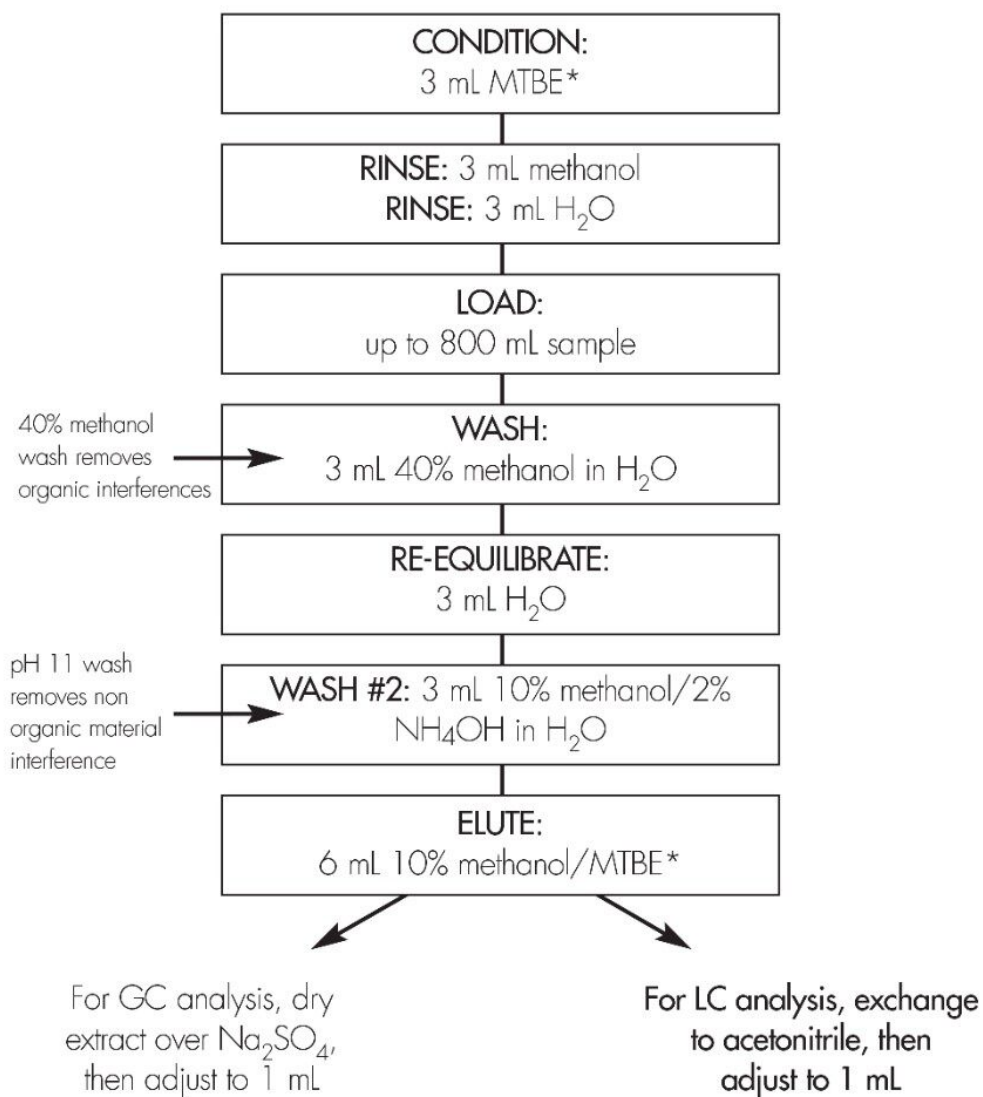 CONDITION:
3 mL MTBE*
RINSE: 3 mL methanol
RINSE: 3 mL H₂O
LOAD:
up to 800 mL sample
40% methanol
wash removes
organic interferences
WASH:
3 mL 40% methanol in H₂O
RE-EQUILIBRATE:
3 mL H₂O
pH 11 wash
removes non
organic material
interference
WASH #2: 3 mL 10% methanol/2%
NH4OH in H₂O
ELUTE:
6 mL 10% methanol/MTBE*
For GC analysis, dry
extract over Na₂SO₄,
then adjust to 1 mL
For LC analysis, exchange
to acetonitrile, then
adjust to 1 mL